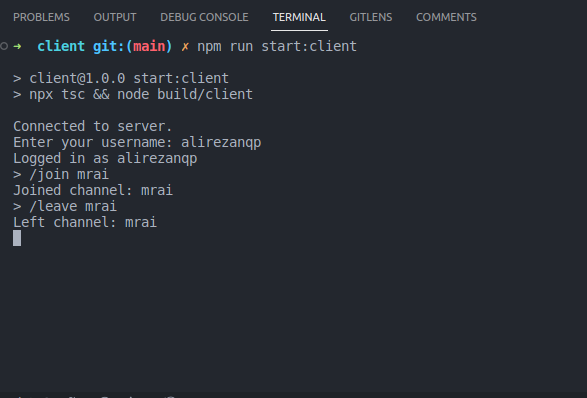 PROBLEMS OUTPUT DEBUG CONSOLE TERMINAL GITLENS COMMENTS
➜ client git:(main) ✗ npm run start:client
> client@1.0.0 start:client
> npx tsc && node build/client
Connected to server.
Enter your username: alirezanqp
Logged in as alirezanqp
> /join mrai
Joined channel: mrai
> /leave mrai
Left channel: mrai